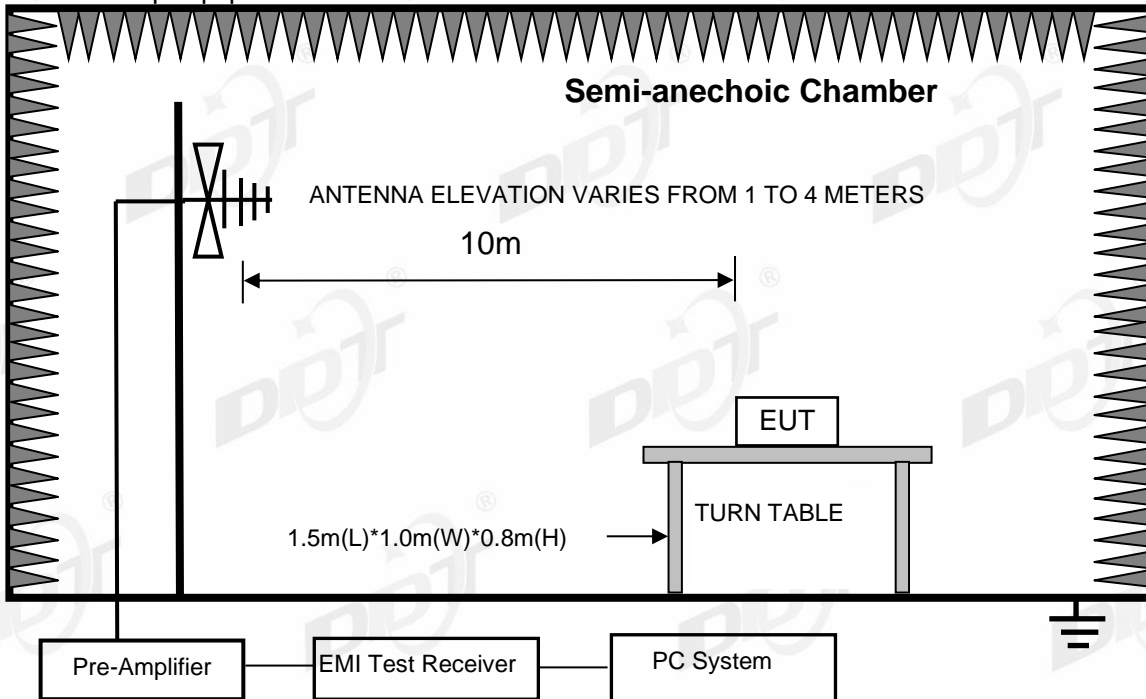 Semi-anechoic Chamber
ANTENNA ELEVATION VARIES FROM 1 TO 4 METERS
10m
EUT
TURN TABLE
1.5m(L)*1.0m(W)*0.8m(H)
Pre-Amplifier
EMI Test Receiver
PC System
DDT®